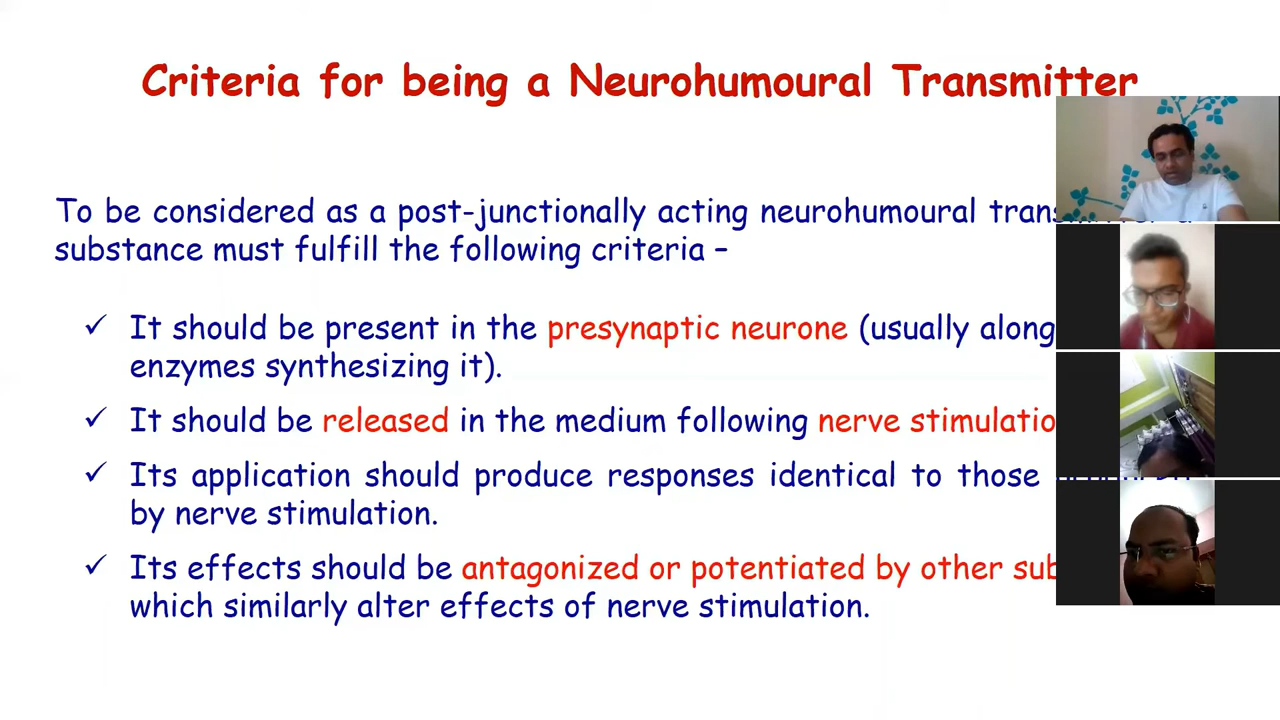 Criteria for being a Neurohumoural Transmitter
To be considered as a post-junctionally acting neurohumoural
substance must fulfill the following criteria –
✓ It should be present in the presynaptic neurone (usually along
enzymes synthesizing it).
✓ It should be released in the medium following nerve stimulatio
✓ Its application should produce responses identical to those
by nerve stimulation.
✓ Its effects should be antagonized or potentiated by other sub
which similarly alter effects of nerve stimulation.